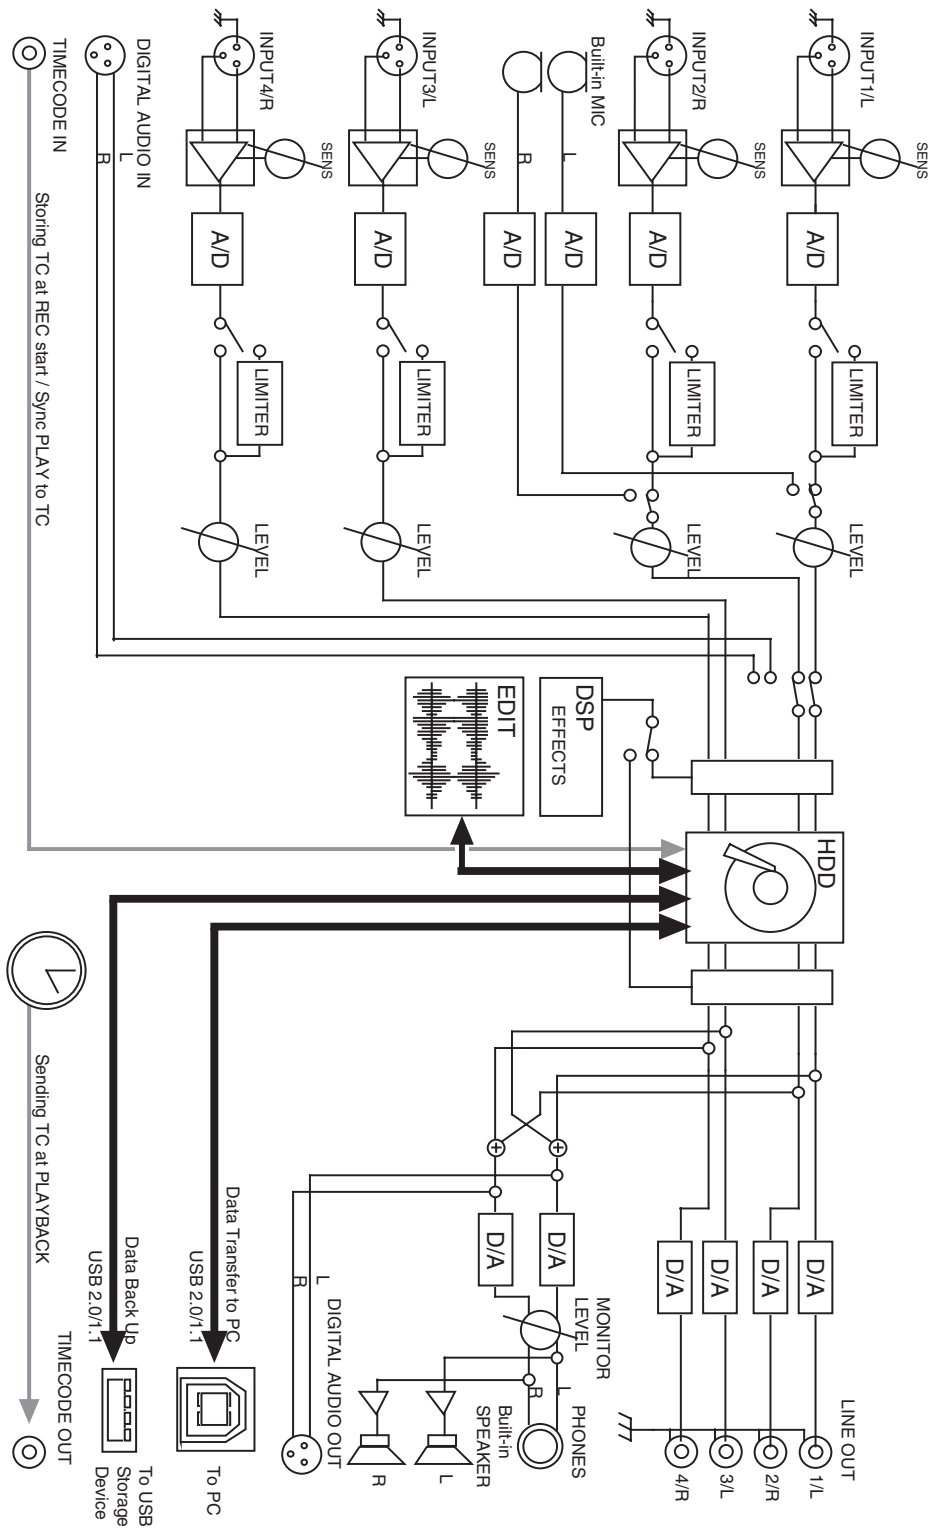 INPUT1/L
SENS
A/D
LIMITER
LEVEL
INPUT2/R
SENS
A/D
LIMITER
LEVEL
Built-in MIC
L
R
A/D
A/D
INPUT3/L
SENS
A/D
LIMITER
LEVEL
INPUT4/R
SENS
A/D
LIMITER
LEVEL
DIGITAL AUDIO IN
L
R
TIMECODE IN
Storing TC at REC start / Sync PLAY to TC
HDD
DSP
EFFECTS
EDIT
LINE OUT
D/A
1/L
D/A
2/R
D/A
3/L
D/A
4/R
D/A
D/A
MONITOR
LEVEL
L
R
PHONES
Built-in
SPEAKER
L
R
DIGITAL AUDIO OUT
L
R
Data Transfer to PC
USB 2.0/1.1
To PC
Data Back Up
USB 2.0/1.1
To USB
Storage
Device
Sending TC at PLAYBACK
TIMECODE OUT